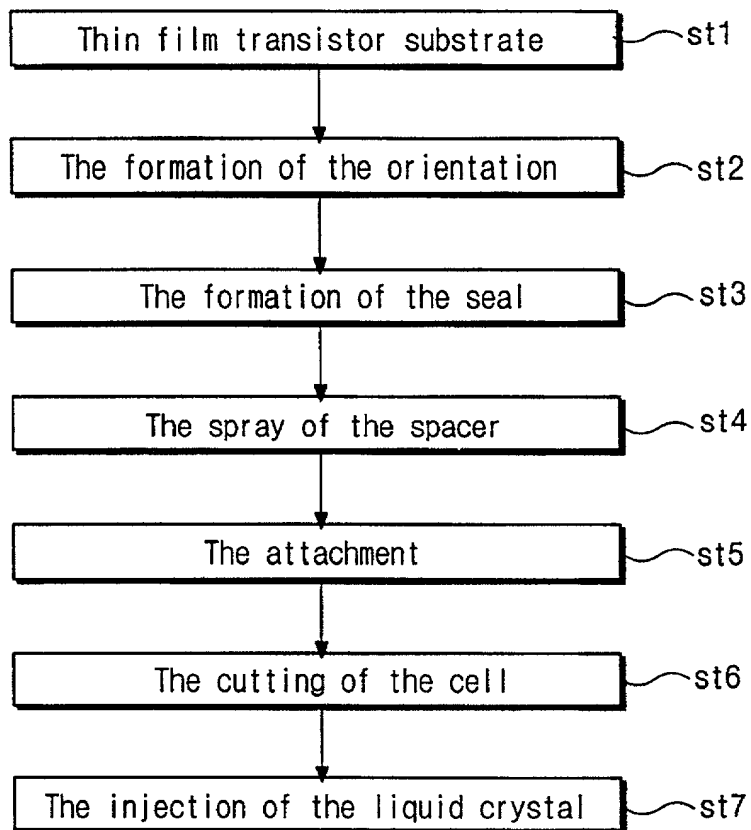 Thin film transistor substrate st1
The formation of the orientation st2
The formation of the seal st3
The spray of the spacer st4
The attachment st5
The cutting of the cell st6
The injection of the liquid crystal st7